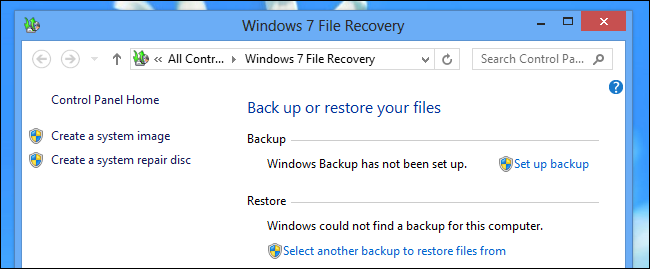 Windows 7 File Recovery
« All Contr... ▸ Windows 7 File Recovery
Search Control Pa...
Control Panel Home
Create a system image
Create a system repair disc
Back up or restore your files
Backup
Windows Backup has not been set up.
Set up backup
Restore
Windows could not find a backup for this computer.
Select another backup to restore files from